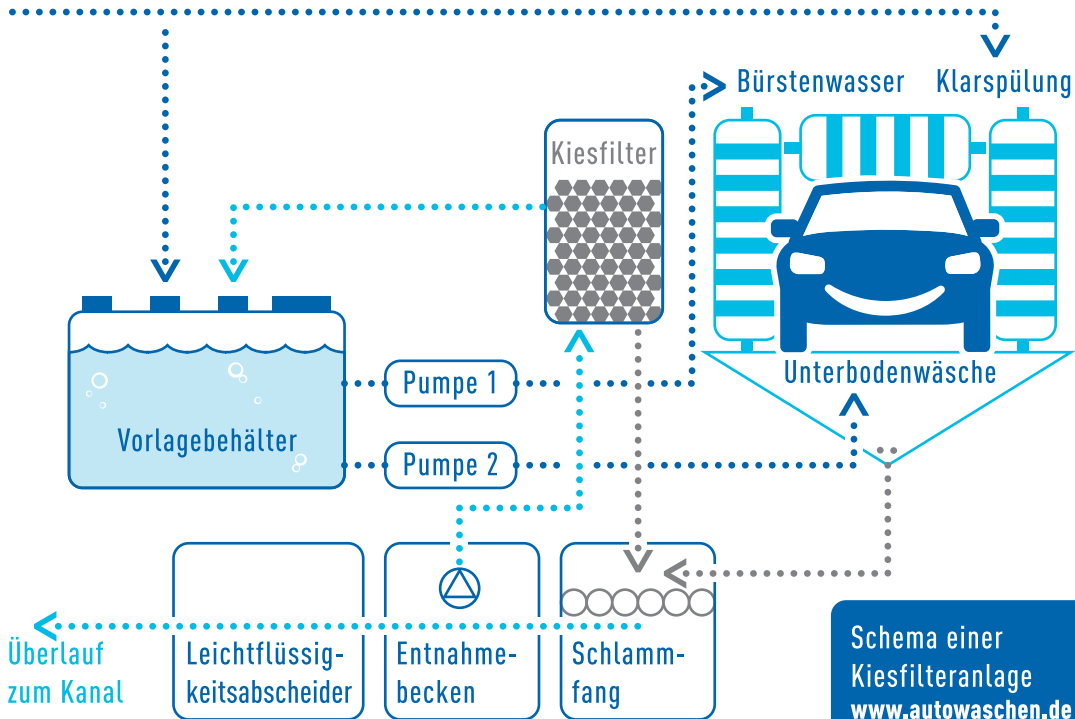 Bürstenwasser
Klarspülung
Kiesfilter
Unterbodenwäsche
Pumpe 1
Vorlagebehälter
Pumpe 2
Überlauf
zum Kanal
Leichtflüssig-
keitsabscheider
Entnahme-
becken
Schlamm-
fang
Schema einer
Kiesfilteranlage
www.autowaschen.de